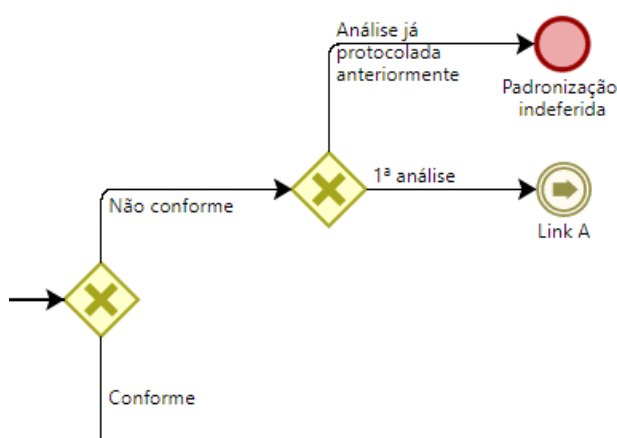 Análise já
protocolada
anteriormente
Padronização
indeferida
1ª análise
Link A
Não conforme
Conforme